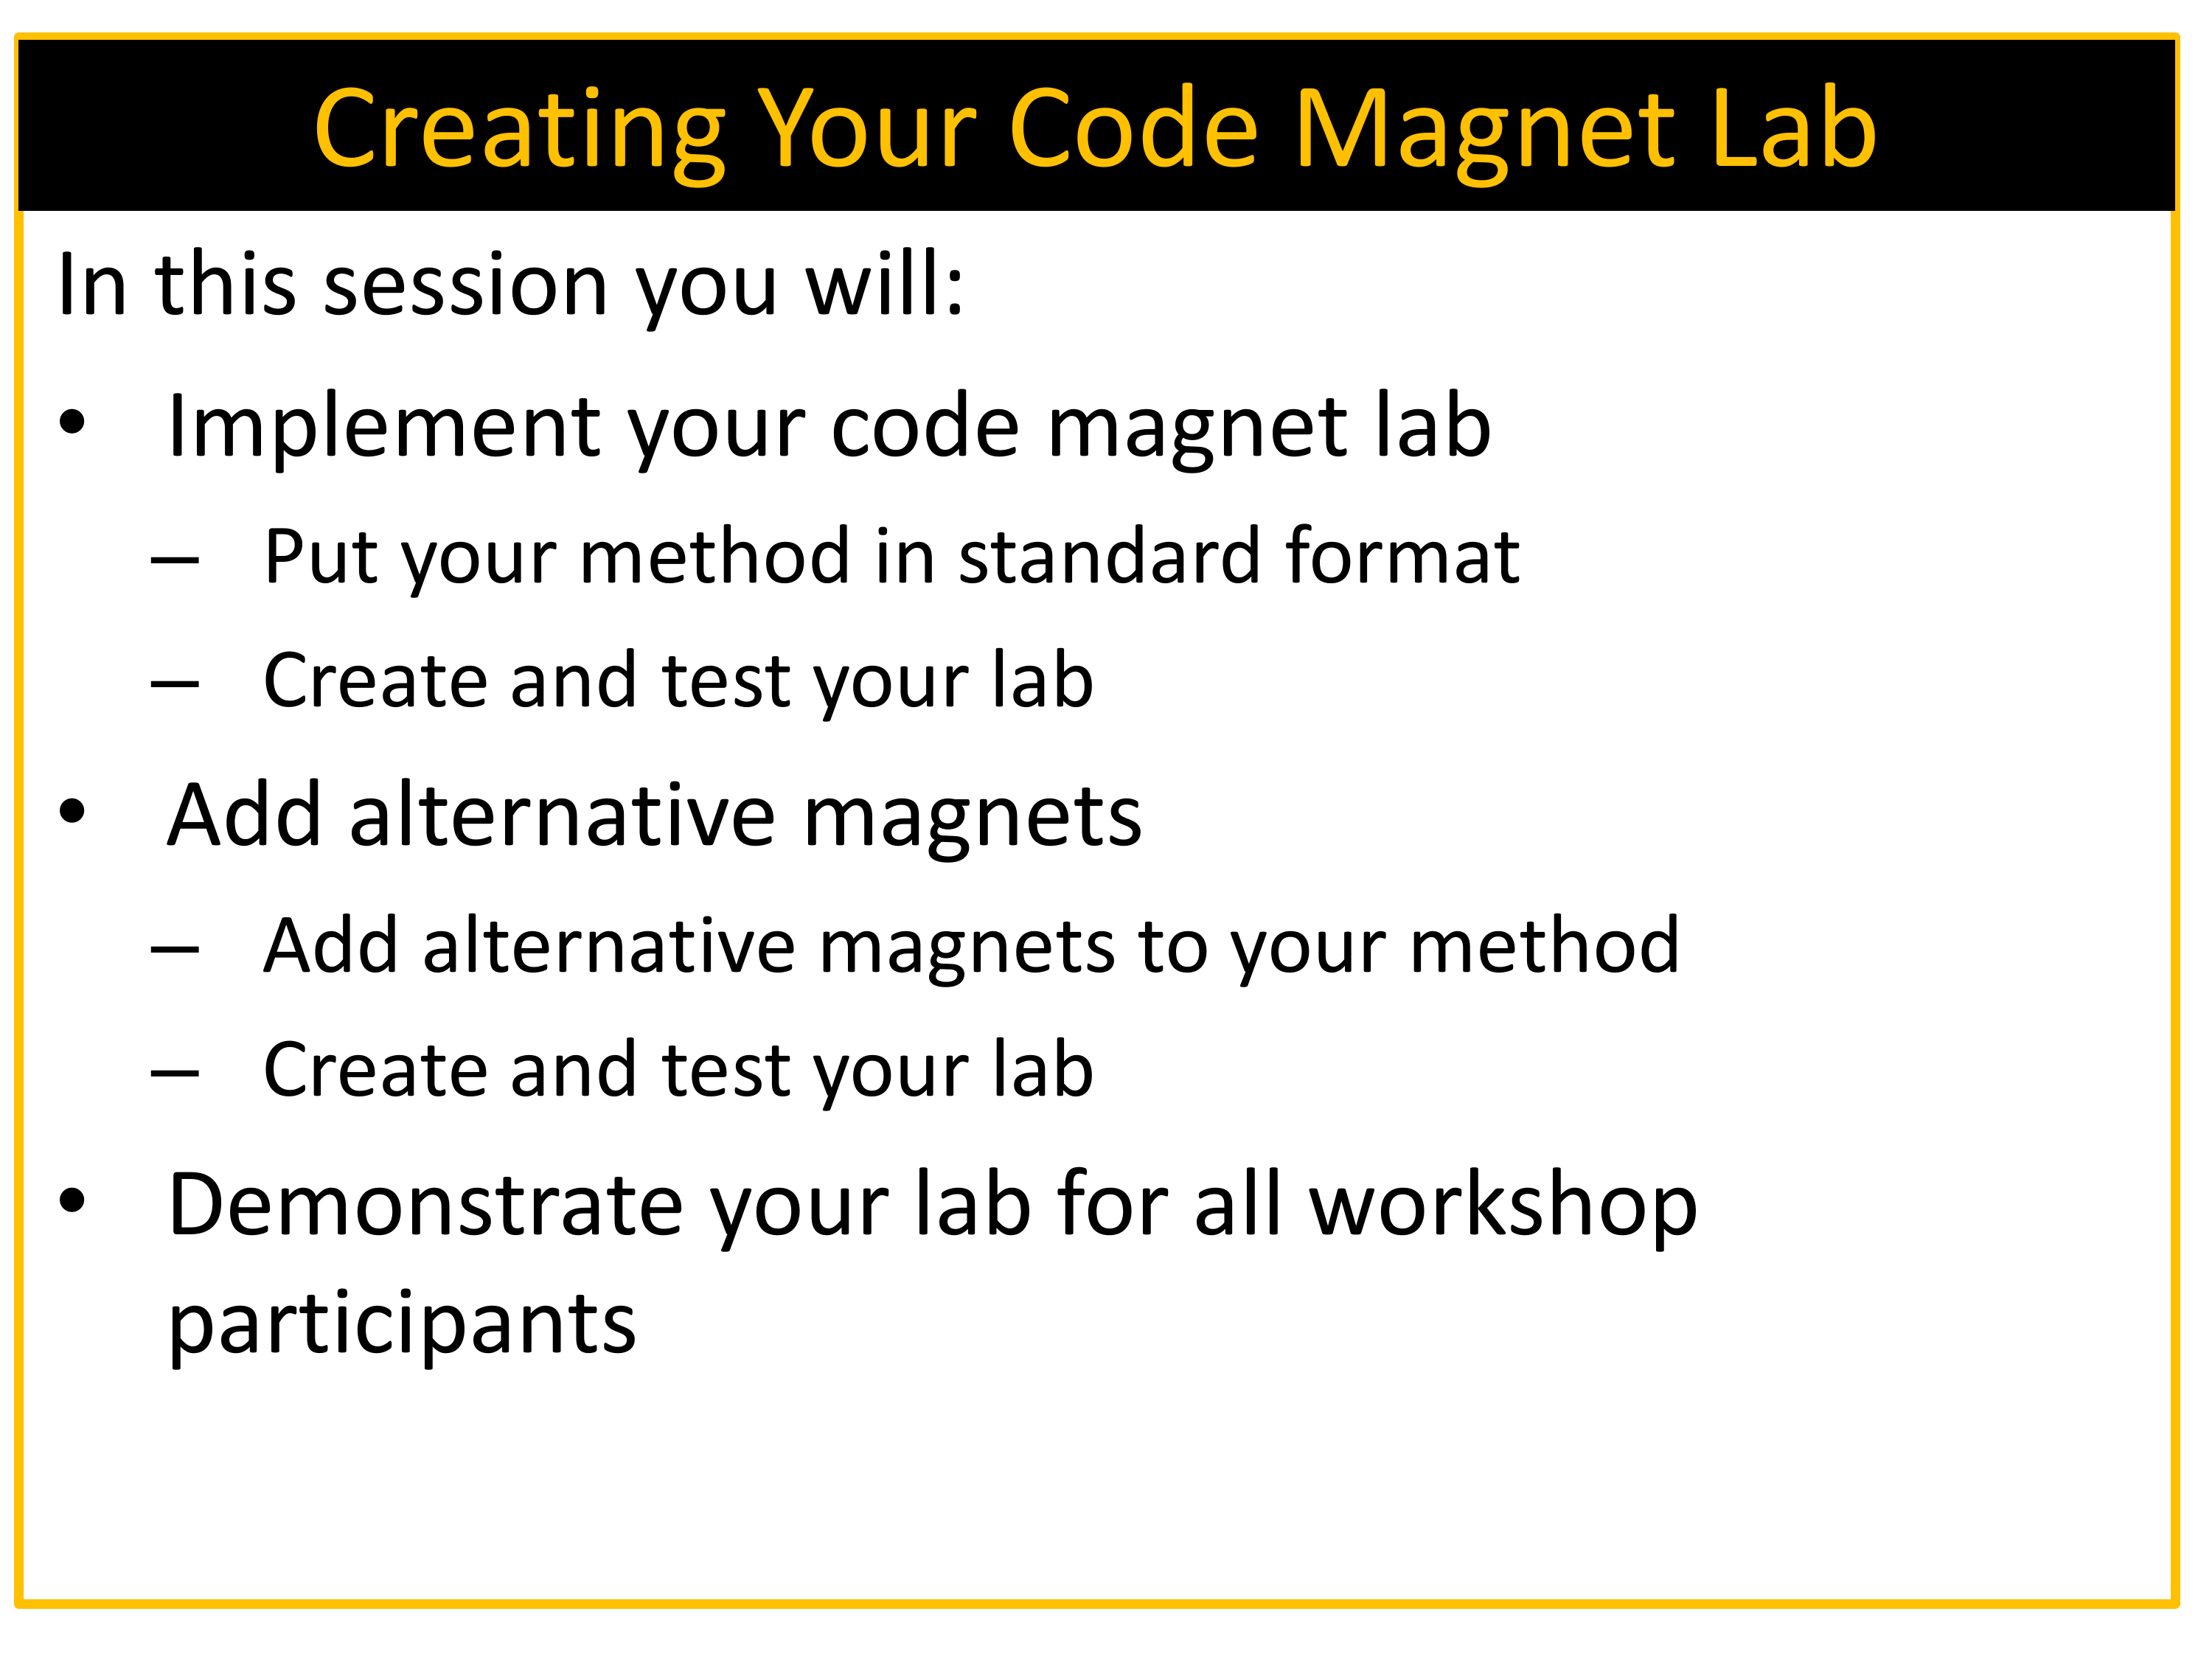 Creating Your Code Magnet Lab
In this session you will:
• Implement your code magnet lab
– Put your method in standard format
– Create and test your lab
• Add alternative magnets
– Add alternative magnets to your method
– Create and test your lab
• Demonstrate your lab for all workshop
participants